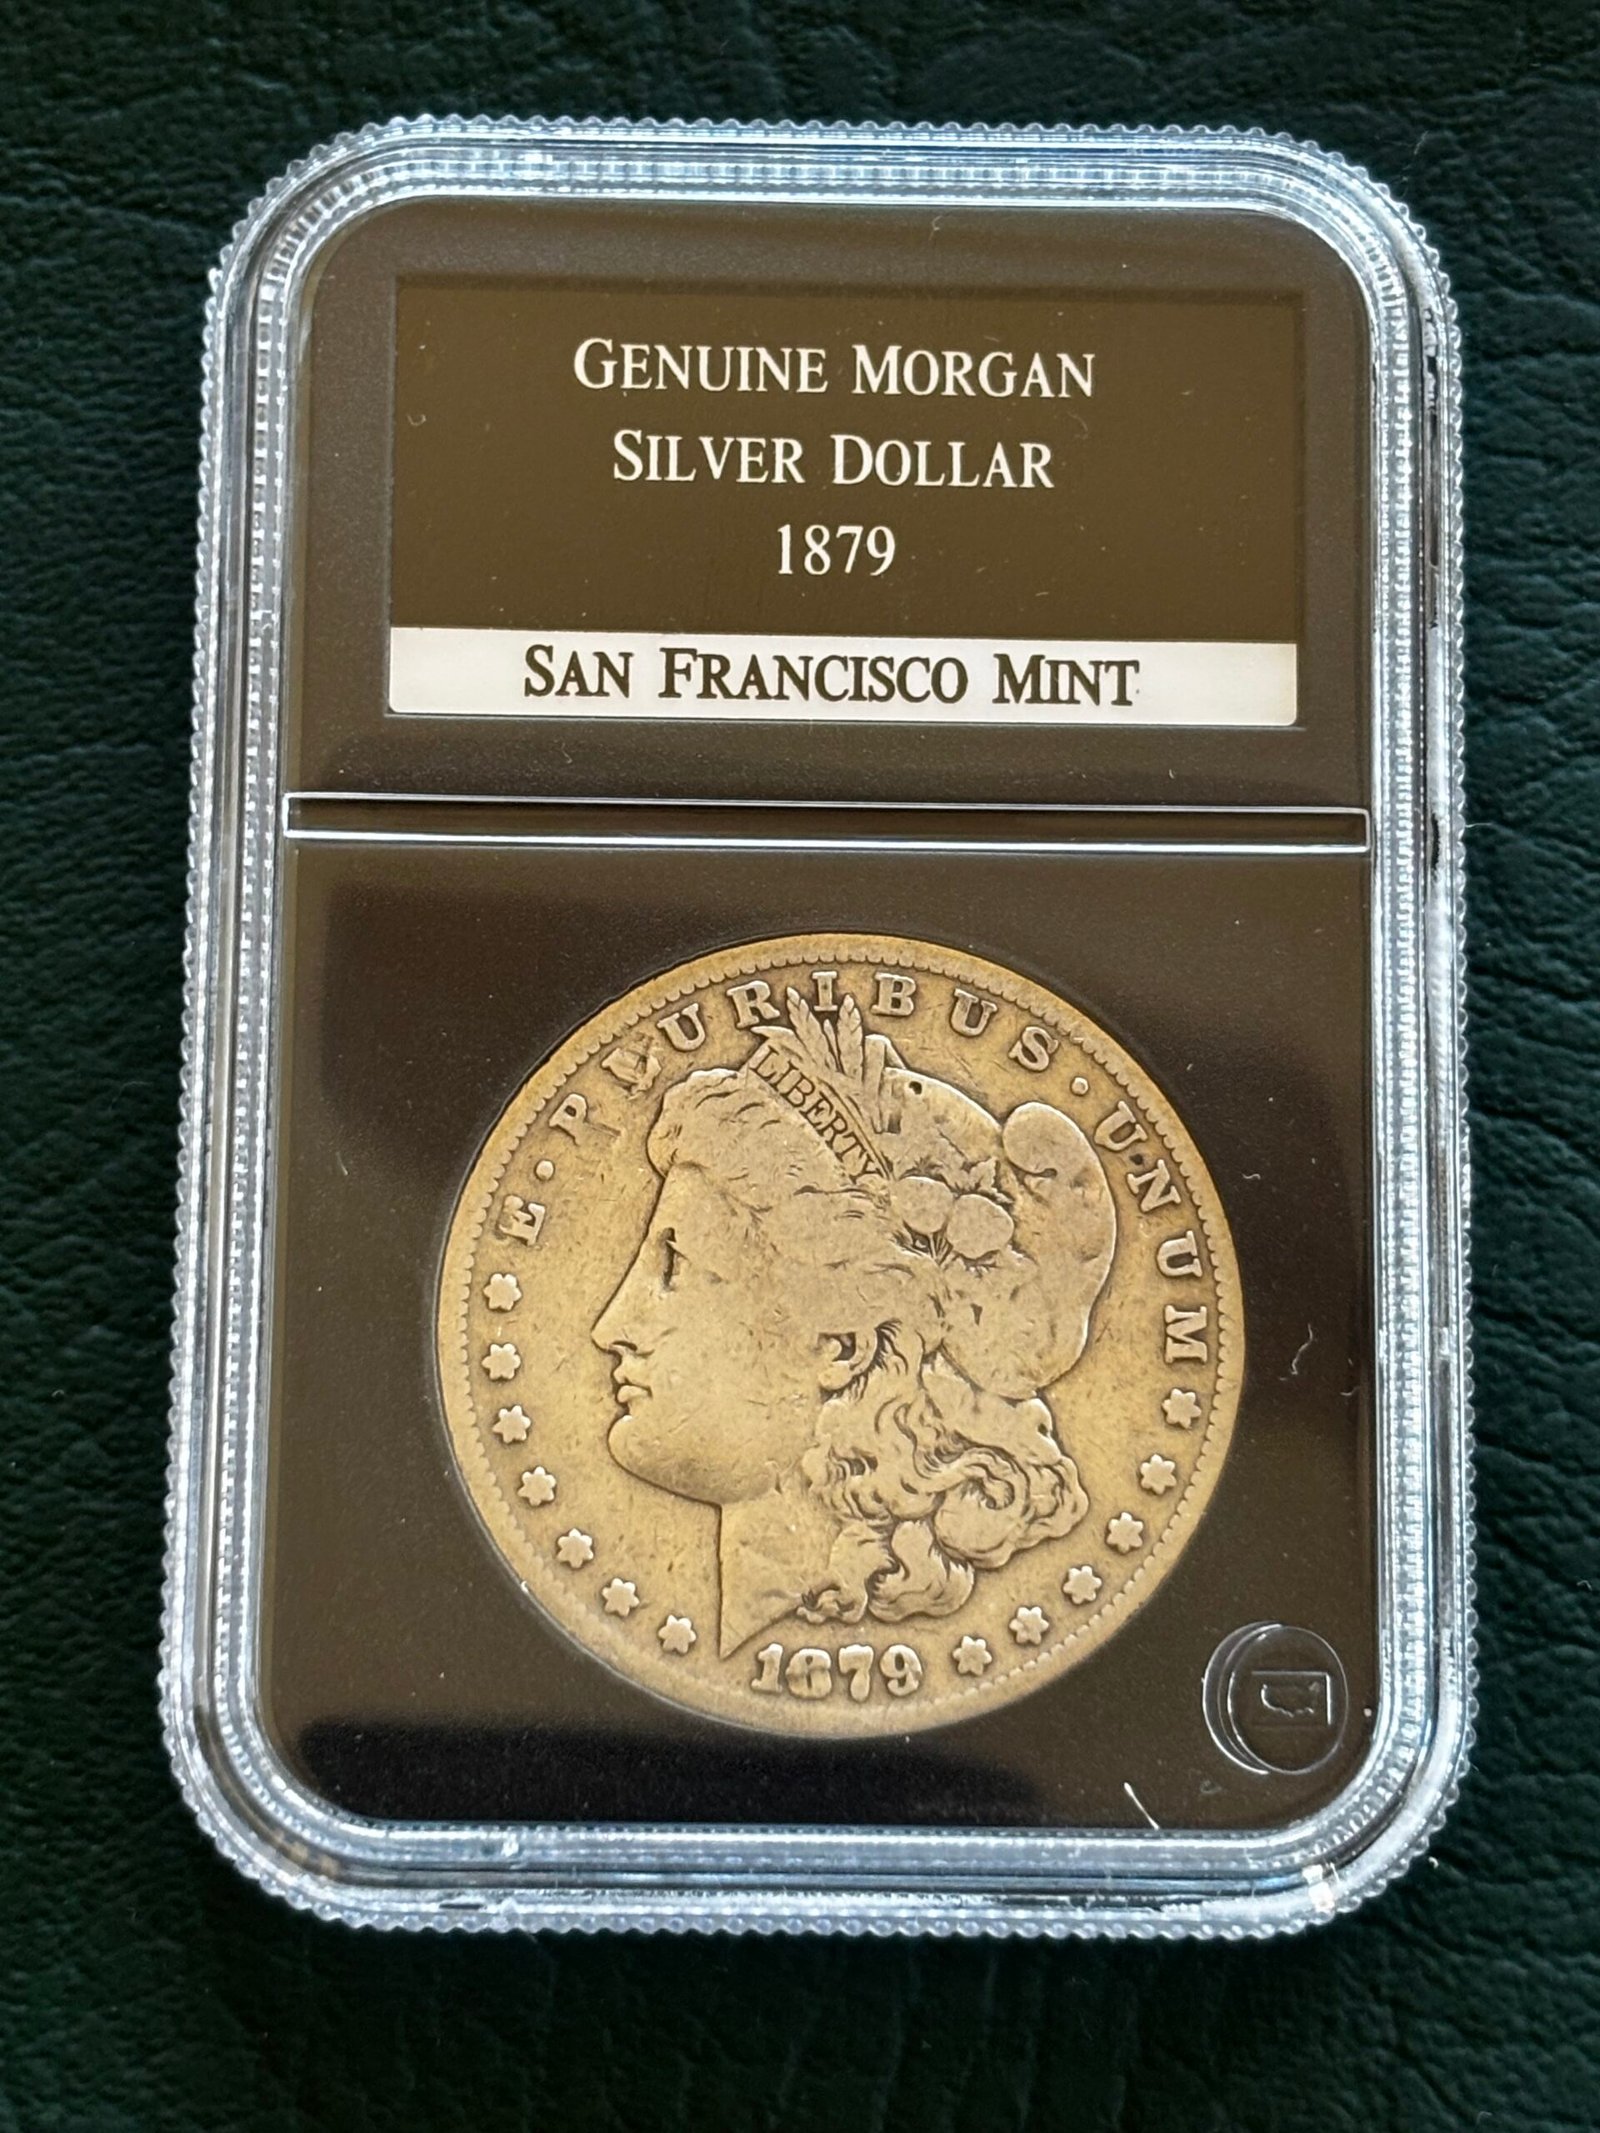 GENUINE MORGAN
SILVER DOLLAR
1879
SAN FRANCISCO MINT
E · PLURIBUS · UNUM
LIBERTY
1879